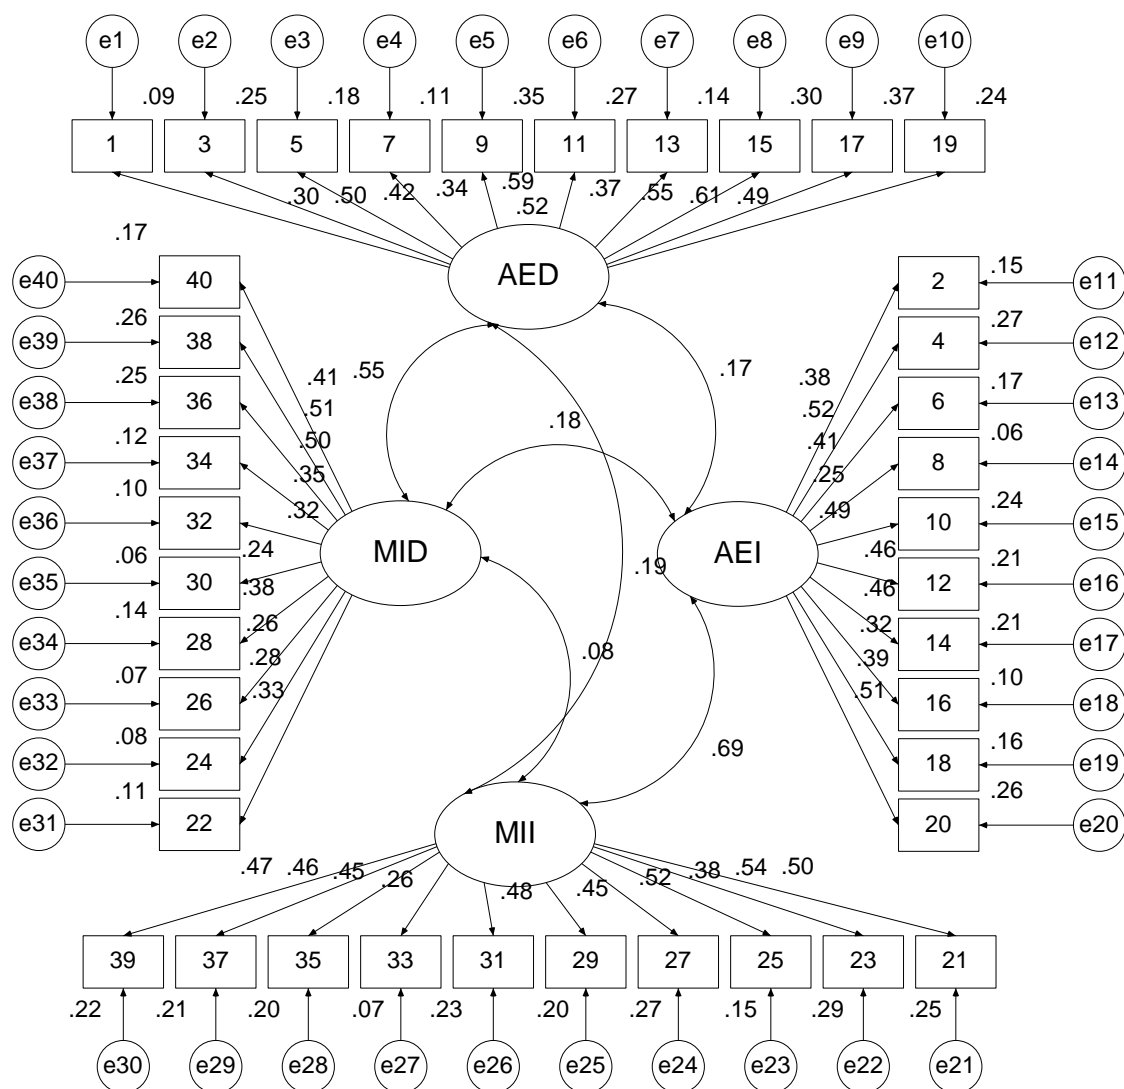 e1 e2 e3 e4 e5 e6 e7 e8 e9 e10
.09 .25 .18 .11 .35 .27 .14 .30 .37 .24
1 3 5 7 9 11 13 15 17 19
.30 .50 .42 .34 .59 .52 .37 .55 .61 .49
AED
.17
e40 40
.26
e39 38
.25
e38 36
.12
e37 34
.10
e36 32
.06
e35 30
.14
e34 28
.07
e33 26
.08
e32 24
.11
e31 22
.41
.51
.50
.35
.32
.24
.38
.26
.28
.33
MID
.55
.18
.17
.19
.08
.69
AEI
.38
.52
.41
.25
.49
.46
.46
.32
.39
.51
2 .15 e11
4 .27 e12
6 .17 e13
8 .06 e14
10 .24 e15
12 .21 e16
14 .21 e17
16 .10 e18
18 .16 e19
20 .26 e20
MII
.47 .46 .45 .26 .48 .45 .52 .38 .54 .50
39 37 35 33 31 29 27 25 23 21
.22 .21 .20 .07 .23 .20 .27 .15 .29 .25
e30 e29 e28 e27 e26 e25 e24 e23 e22 e21